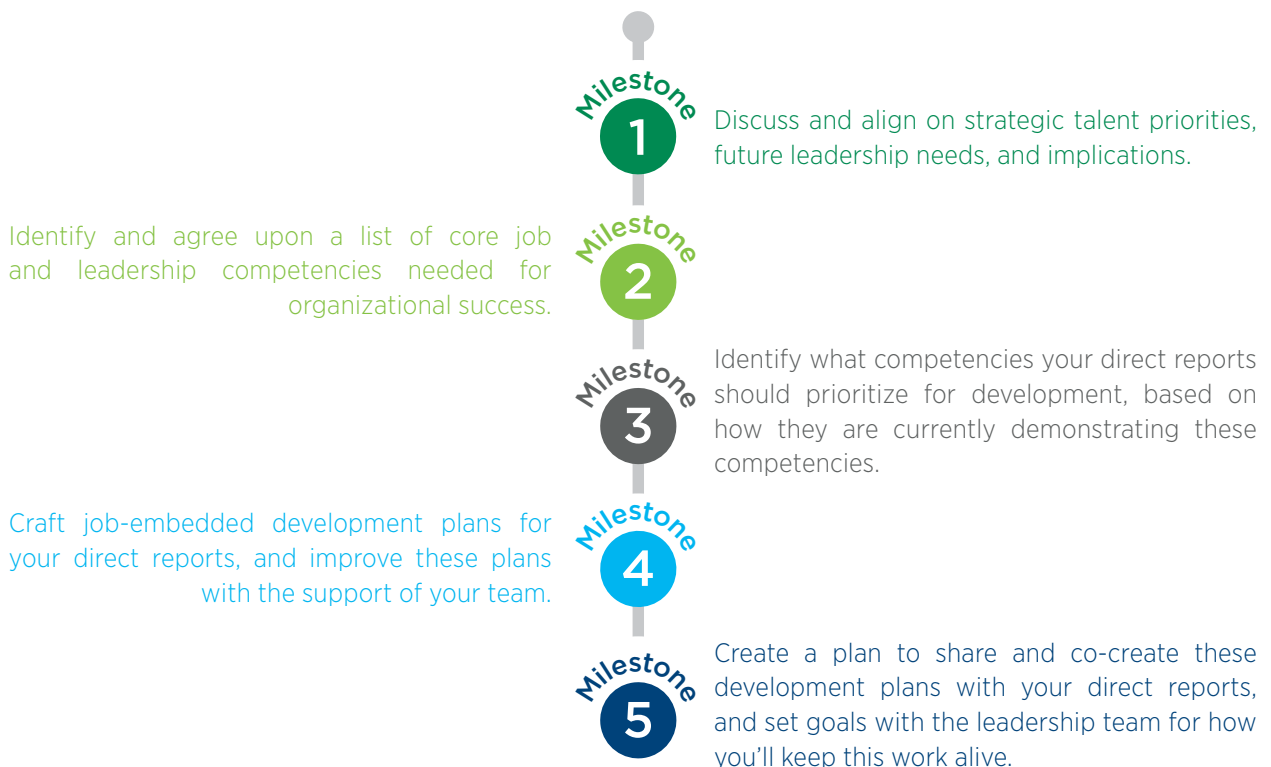 Milestone
1
Discuss and align on strategic talent priorities,
future leadership needs, and implications.
Milestone
2
Identify and agree upon a list of core job
and leadership competencies needed for
organizational success.
Milestone
3
Identify what competencies your direct reports
should prioritize for development, based on
how they are currently demonstrating these
competencies.
Milestone
4
Craft job-embedded development plans for
your direct reports, and improve these plans
with the support of your team.
Milestone
5
Create a plan to share and co-create these
development plans with your direct reports,
and set goals with the leadership team for how
you'll keep this work alive.